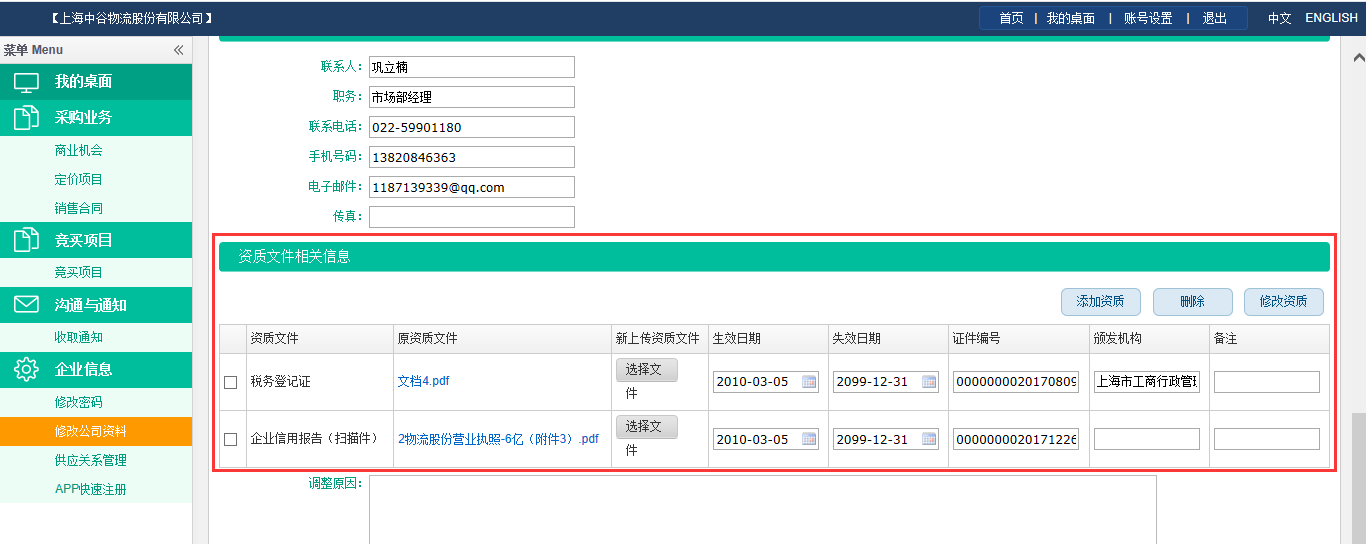 【上海中谷物流股份有限公司】
首页 | 我的桌面 | 账号设置 | 退出 中文 ENGLISH
菜单 Menu
我的桌面
采购业务
商业机会
定价项目
销售合同
竞买项目
竞买项目
沟通与通知
收取通知
企业信息
修改密码
修改公司资料
供应关系管理
APP快速注册
联系人: 巩立楠
职务: 市场部经理
联系电话: 022-59901180
手机号码: 13820846363
电子邮件: 1187139339@qq.com
传真:
资质文件相关信息
添加资质 删除 修改资质
资质文件 原资质文件 新上传资质文件 生效日期 失效日期 证件编号 颁发机构 备注
税务登记证 文档4.pdf 选择文件 2010-03-05 2099-12-31 0000000020170809 上海市工商行政管
企业信用报告（扫描件） 2物流股份营业执照-6亿（附件3）.pdf 选择文件 2010-03-05 2099-12-31 0000000020171226
调整原因: